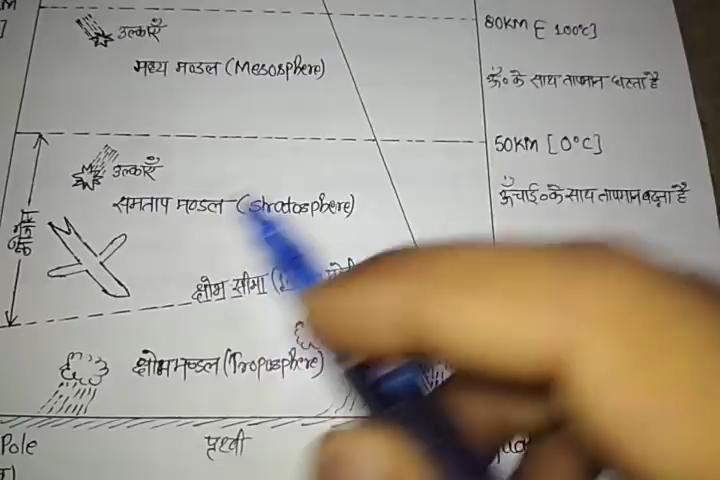 80KM [-100°C]
उल्काएँ
मध्य मण्डल (Mesosphere)
ऊँ० के साथ तापमान घटता है
50KM [0°C]
उल्काएँ
समताप मण्डल (Stratosphere)
ऊँचाई० के साथ तापमान बढ़ता है
क्षोभ सीमा
क्षोभमण्डल (Troposphere)
Pole
पृथ्वी